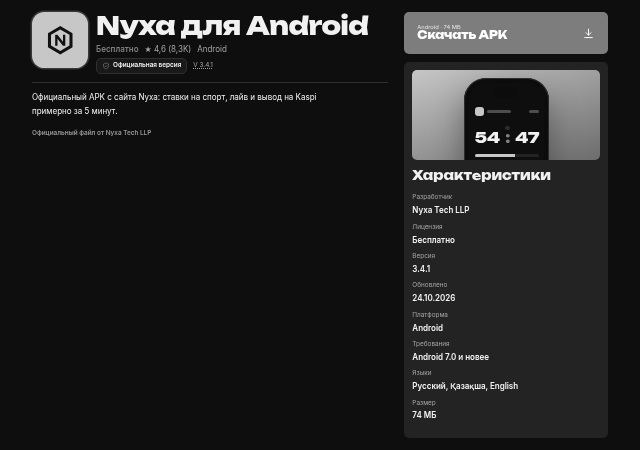 Nyxa для Android
Бесплатно ★ 4,6 (8,3K) Android
Официальная версия V 3.4.1
Официальный APK с сайта Nyxa: ставки на спорт, лайв и вывод на Kaspi
примерно за 5 минут.
Официальный файл от Nyxa Tech LLP
Android · 74 МБ
Скачать APK
54 : 47
Характеристики
Разработчик
Nyxa Tech LLP
Лицензия
Бесплатно
Версия
3.4.1
Обновлено
24.10.2026
Платформа
Android
Требования
Android 7.0 и новее
Языки
Русский, Қазақша, English
Размер
74 МБ